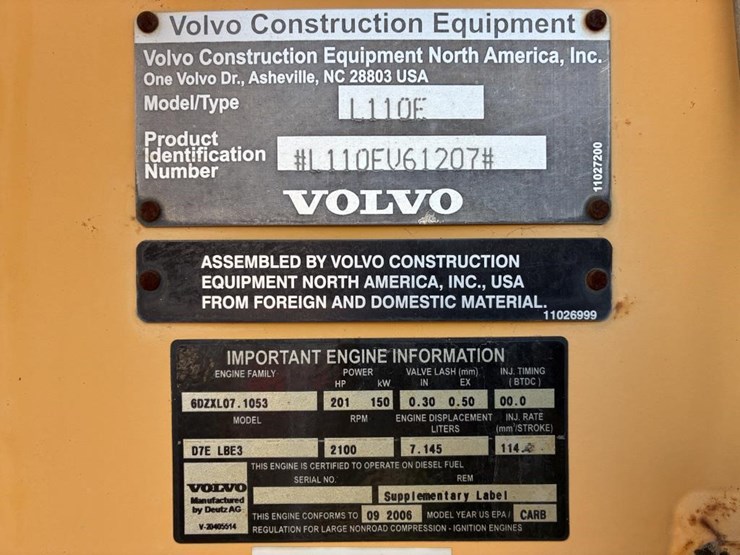 Volvo Construction Equipment
Volvo Construction Equipment North America, Inc.
One Volvo Dr., Asheville, NC 28803 USA
Model/Type L110E
Product
Identification
Number #L110EV61207#
VOLVO
11027200
ASSEMBLED BY VOLVO CONSTRUCTION
EQUIPMENT NORTH AMERICA, INC., USA
FROM FOREIGN AND DOMESTIC MATERIAL.
11026999
IMPORTANT ENGINE INFORMATION
ENGINE FAMILY POWER VALVE LASH (mm) INJ. TIMING
HP kW IN EX (BTDC)
6DZXL07.1053 201 150 0.30 0.50 00.0
MODEL RPM ENGINE DISPLACEMENT INJ. RATE
LITERS (mm³/STROKE)
D7E LBE3 2100 7.145 114.
THIS ENGINE IS CERTIFIED TO OPERATE ON DIESEL FUEL
SERIAL NO. REM
VOLVO
Manufactured
by Deutz AG
V-20405514
Supplementary Label
THIS ENGINE CONFORMS TO 09 2006 MODEL YEAR US EPA/ CARB
REGULATION FOR LARGE NONROAD COMPRESSION - IGNITION ENGINES